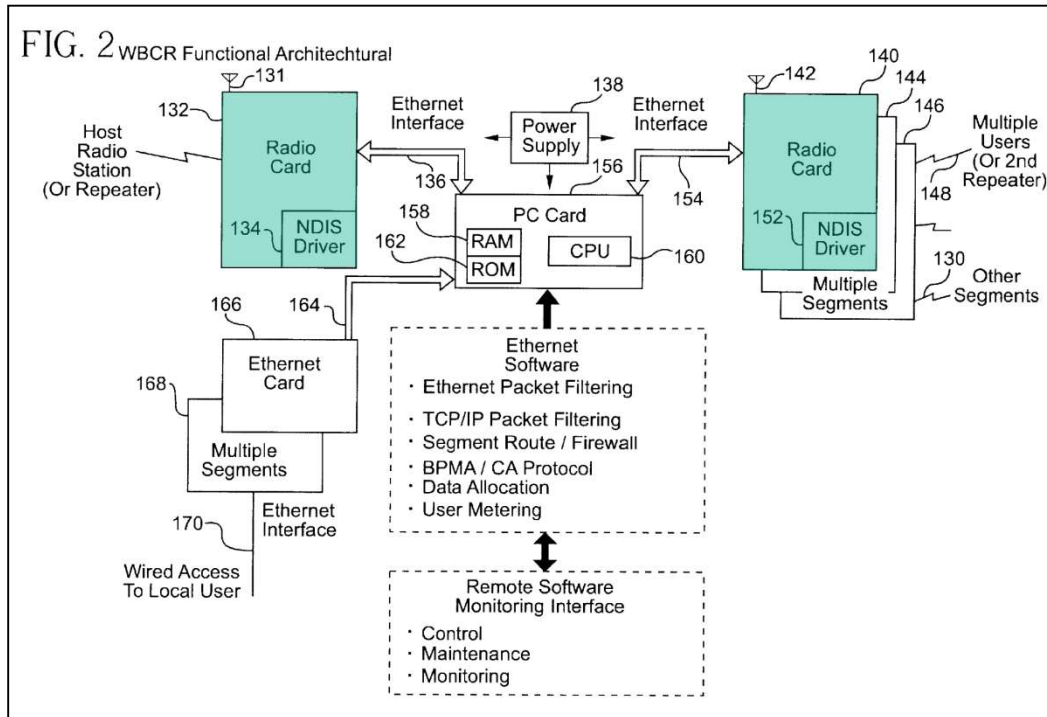 FIG. 2 WBCR Functional Architechtural
131
132
Host
Radio
Station
(Or Repeater)
Radio
Card
134
NDIS
Driver
Ethernet
Interface
136
138
Power
Supply
Ethernet
Interface
154
156
PC Card
158
RAM
162
ROM
CPU
160
142
140
144
146
Radio
Card
152
NDIS
Driver
Multiple
Segments
Multiple
Users
(Or 2nd
Repeater)
148
130
Other
Segments
164
166
Ethernet
Card
168
Multiple
Segments
Ethernet
Interface
170
Wired Access
To Local User
Ethernet
Software
· Ethernet Packet Filtering
· TCP/IP Packet Filtering
· Segment Route / Firewall
· BPMA / CA Protocol
· Data Allocation
· User Metering
Remote Software
Monitoring Interface
· Control
· Maintenance
· Monitoring